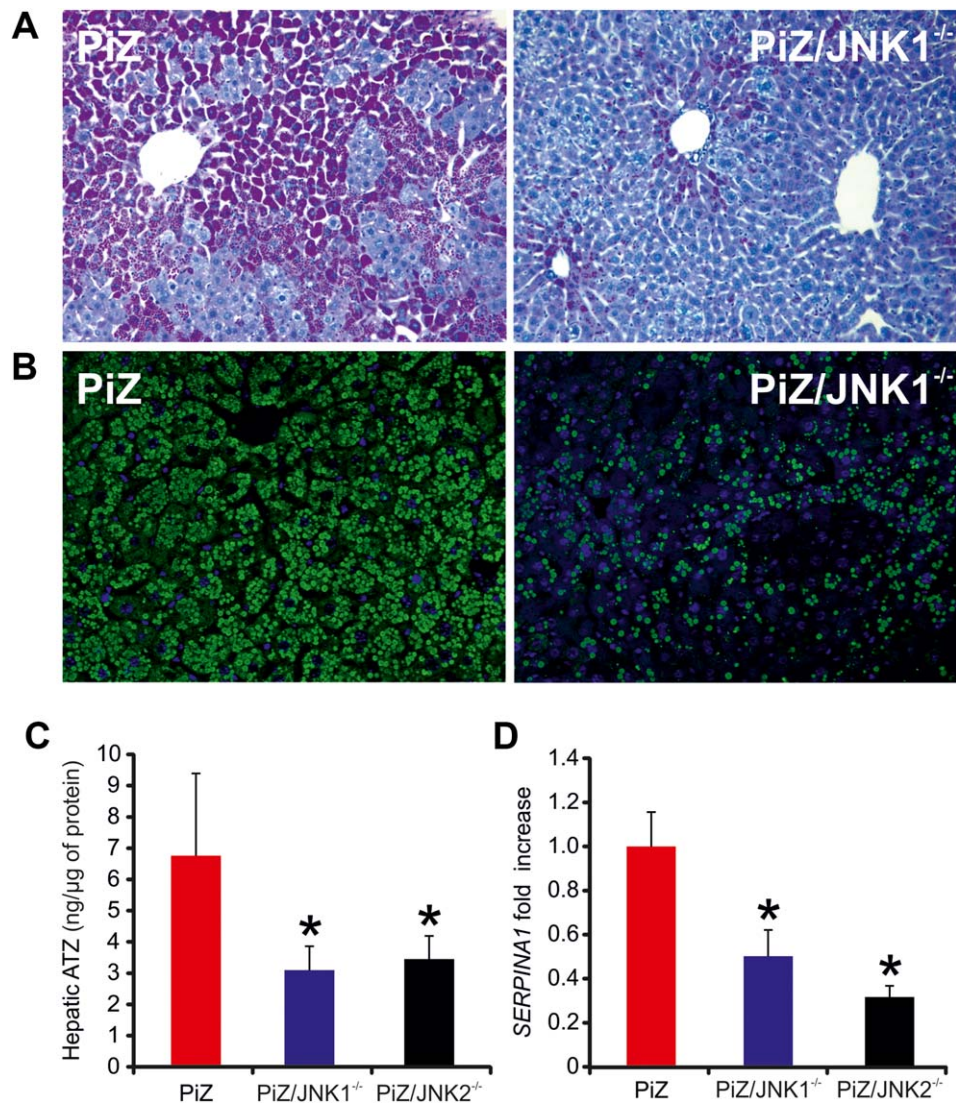 A
PiZ
PiZ/JNK1-/-
B
PiZ
PiZ/JNK1-/-
C
Hepatic ATZ (ng/µg of protein)
10
9
8
7
6
5
4
3
2
1
0
*
*
PiZ
PiZ/JNK1-/-
PiZ/JNK2-/-
D
SERPINA1 fold increase
1.4
1.2
1.0
0.8
0.6
0.4
0.2
0
*
*
PiZ
PiZ/JNK1-/-
PiZ/JNK2-/-